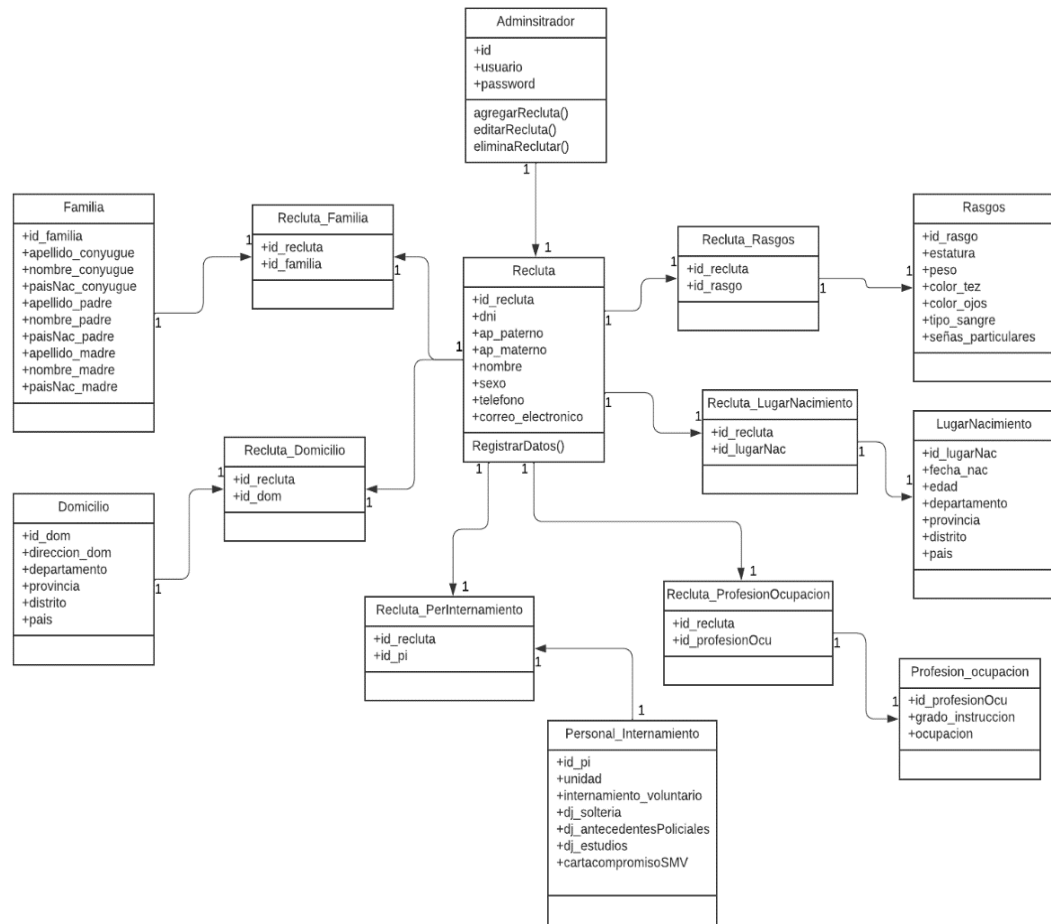 Adminsitrador
+id
+usuario
+password
agregarRecluta()
editarRecluta()
eliminaReclutar()
1
1
Familia
+id_familia
+apellido_conyugue
+nombre_conyugue
+paisNac_conyugue
+apellido_padre
+nombre_padre
+paisNac_padre
+apellido_madre
+nombre_madre
+paisNac_madre
1
1
Recluta_Familia
+id_recluta
+id_familia
1
Recluta
+id_recluta
+dni
+ap_paterno
+ap_materno
+nombre
+sexo
+telefono
+correo_electronico
RegistrarDatos()
1
1
1
1
1
Recluta_Rasgos
+id_recluta
+id_rasgo
1
1
Rasgos
+id_rasgo
+estatura
+peso
+color_tez
+color_ojos
+tipo_sangre
+señas_particulares
1
Recluta_LugarNacimiento
+id_recluta
+id_lugarNac
1
1
LugarNacimiento
+id_lugarNac
+fecha_nac
+edad
+departamento
+provincia
+distrito
+pais
1
Recluta_Domicilio
+id_recluta
+id_dom
1
1
Domicilio
+id_dom
+direccion_dom
+departamento
+provincia
+distrito
+pais
1
Recluta_PerInternamiento
+id_recluta
+id_pi
1
1
Recluta_ProfesionOcupacion
+id_recluta
+id_profesionOcu
1
1
Profesion_ocupacion
+id_profesionOcu
+grado_instruccion
+ocupacion
1
Personal_Internamiento
+id_pi
+unidad
+internamiento_voluntario
+dj_solteria
+dj_antecedentesPoliciales
+dj_estudios
+cartacompromisoSMV
1